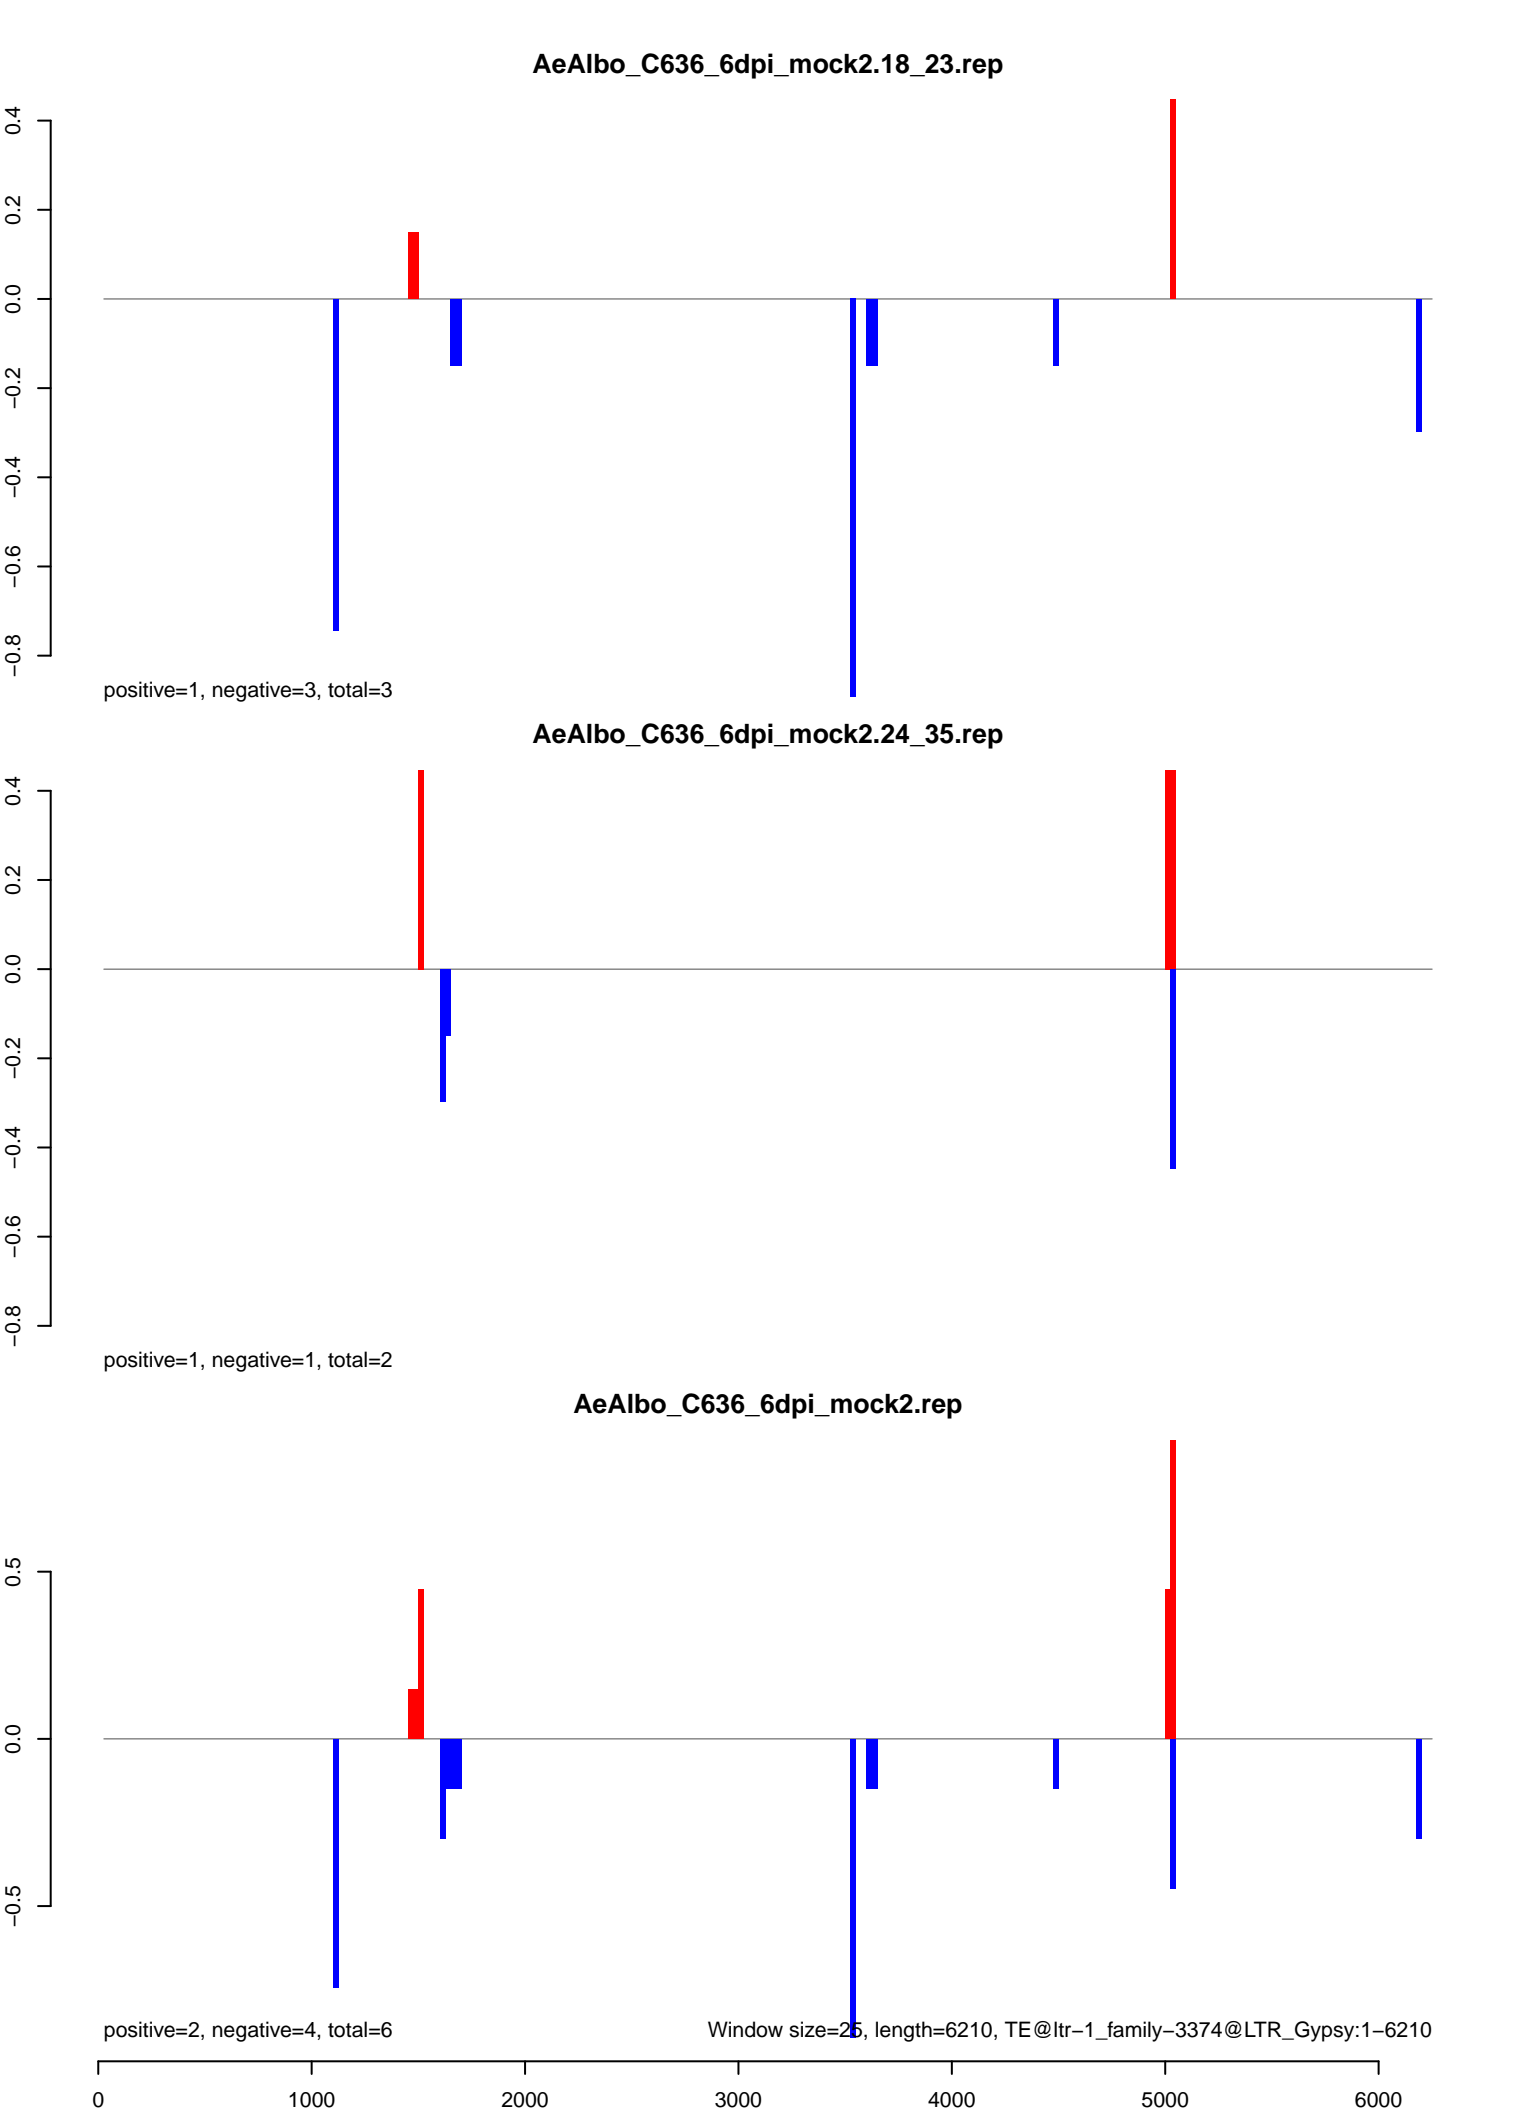 AeAlbo_C636_6dpi_mock2.18_23.rep
0.4
0.2
0.0
−0.2
−0.4
−0.6
−0.8
positive=1, negative=3, total=3
AeAlbo_C636_6dpi_mock2.24_35.rep
0.4
0.2
0.0
−0.2
−0.4
−0.6
−0.8
positive=1, negative=1, total=2
AeAlbo_C636_6dpi_mock2.rep
0.5
0.0
−0.5
positive=2, negative=4, total=6
Window size=25, length=6210, TE@ltr−1_family−3374@LTR_Gypsy:1−6210
0 1000 2000 3000 4000 5000 6000